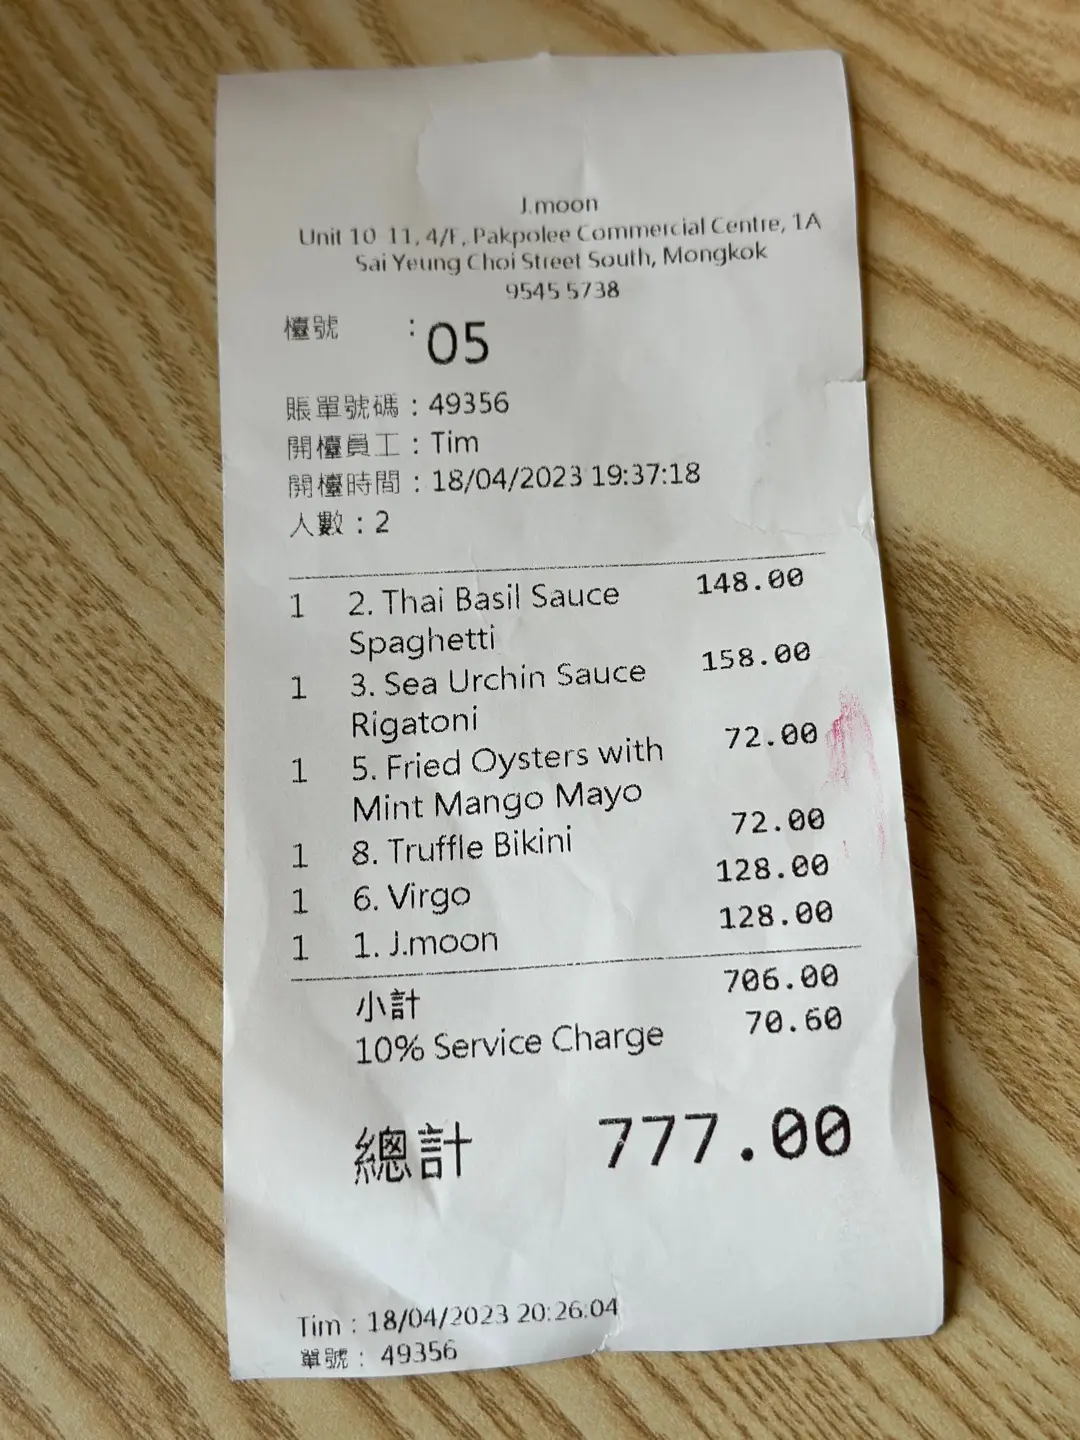 J.moon
Unit 10-11, 4/F, Pakpolee Commercial Centre, 1A
Sai Yeung Choi Street South, Mongkok
9545 5738
檯號 : 05
賬單號碼 : 49356
開檯員工 : Tim
開檯時間 : 18/04/2023 19:37:18
人數 : 2
1 2. Thai Basil Sauce 148.00
Spaghetti
1 3. Sea Urchin Sauce 158.00
Rigatoni
1 5. Fried Oysters with 72.00
Mint Mango Mayo
1 8. Truffle Bikini 72.00
1 6. Virgo 128.00
1 1. J.moon 128.00
小計 706.00
10% Service Charge 70.60
總計 777.00
Tim : 18/04/2023 20:26:04
單號 : 49356